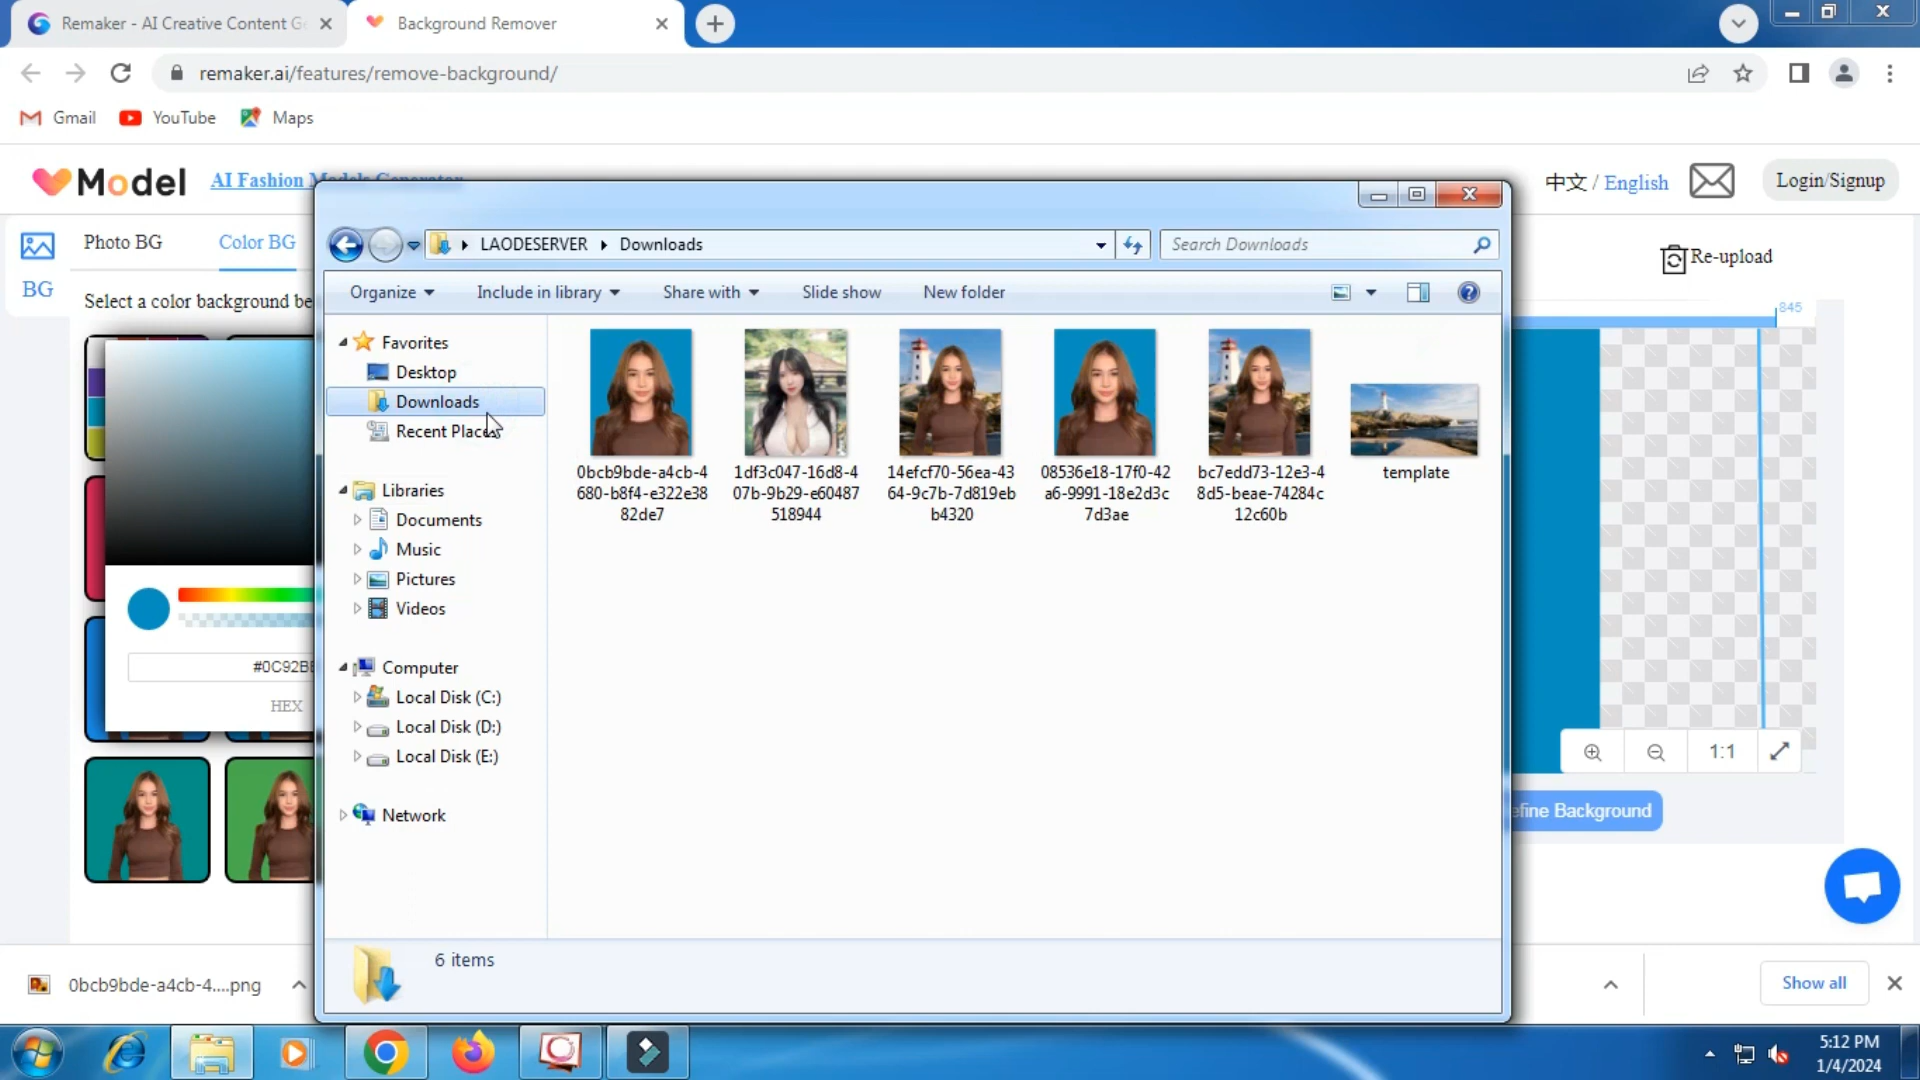 Remaker - AI Creative Content Ge
Background Remover
remaker.ai/features/remove-background/
Gmail
YouTube
Maps
Model
AI Fashion Models Generator
中文 / English
Login/Signup
Photo BG
Color BG
BG
Select a color background be
Re-upload
845
LAODESERVER
Downloads
Search Downloads
Organize
Include in library
Share with
Slide show
New folder
Favorites
Desktop
Downloads
Recent Places
Libraries
Documents
Music
Pictures
Videos
Computer
Local Disk (C:)
Local Disk (D:)
Local Disk (E:)
Network
0bcb9bde-a4cb-4
680-b8f4-e322e38
82de7
1df3c047-16d8-4
07b-9b29-e60487
518944
14efcf70-56ea-43
64-9c7b-7d819eb
b4320
08536e18-17f0-42
a6-9991-18e2d3c
7d3ae
bc7edd73-12e3-4
8d5-beae-74284c
12c60b
template
#0C92B
HEX
1:1
efine Background
6 items
0bcb9bde-a4cb-4....png
Show all
5:12 PM
1/4/2024